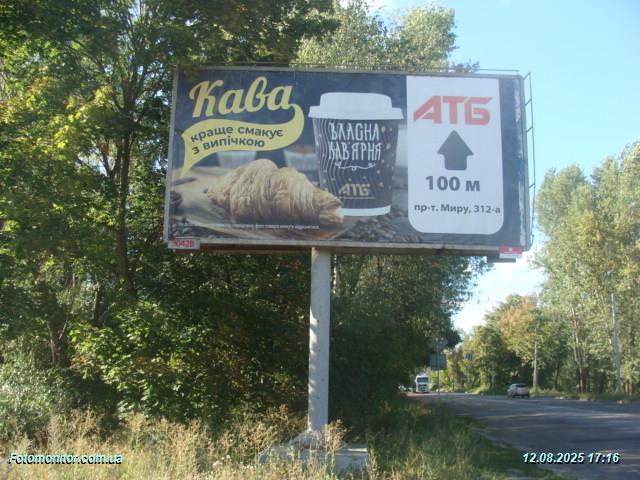 Кава
краще смакує
з випічкою
ВЛАСНА
КАВ'ЯРНЯ
АТБ
АТБ
100 м
пр-т. Миру, 312-а
Fotomonitor.com.ua
12.08.2025 17:16